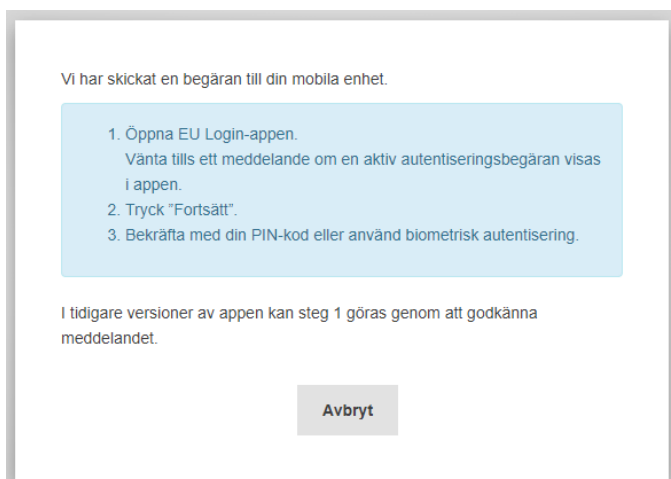 Vi har skickat en begäran till din mobila enhet.
1. Öppna EU Login-appen.
Vänta tills ett meddelande om en aktiv autentiseringsbegäran visas
i appen.
2. Tryck ”Fortsätt”.
3. Bekräfta med din PIN-kod eller använd biometrisk autentisering.
I tidigare versioner av appen kan steg 1 göras genom att godkänna
meddelandet.
Avbryt